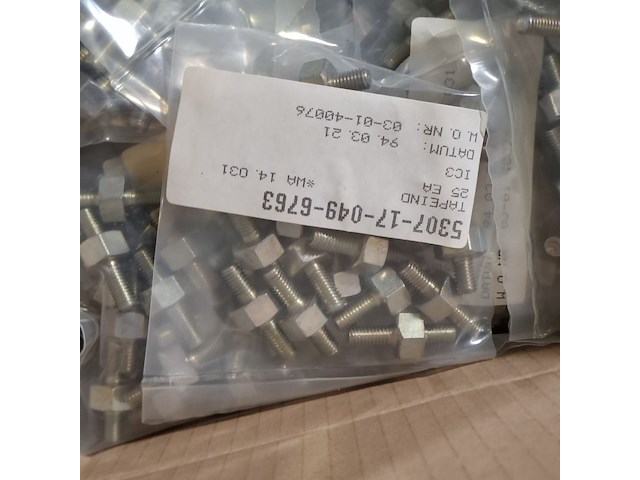 5307-17-049-6763
TAPEIND *WA 14.031
25 EA
IC3
DATUM: 94.03.21
W.O.NR: 03-01-40076